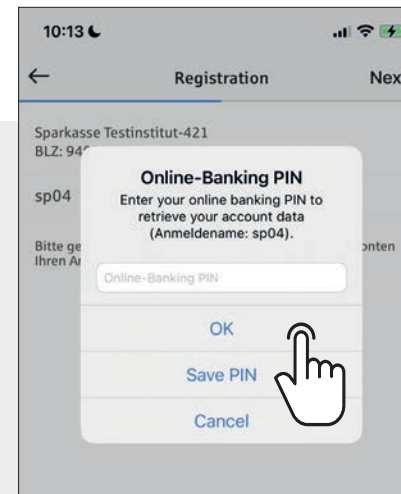 10:13
Registration
Nex
Sparkasse Testinstitut-421
BLZ: 94
sp04
Bitte ge
onten
Ihren An
Online-Banking PIN
Enter your online banking PIN to
retrieve your account data
(Anmeldename: sp04).
Online-Banking PIN
OK
Save PIN
Cancel